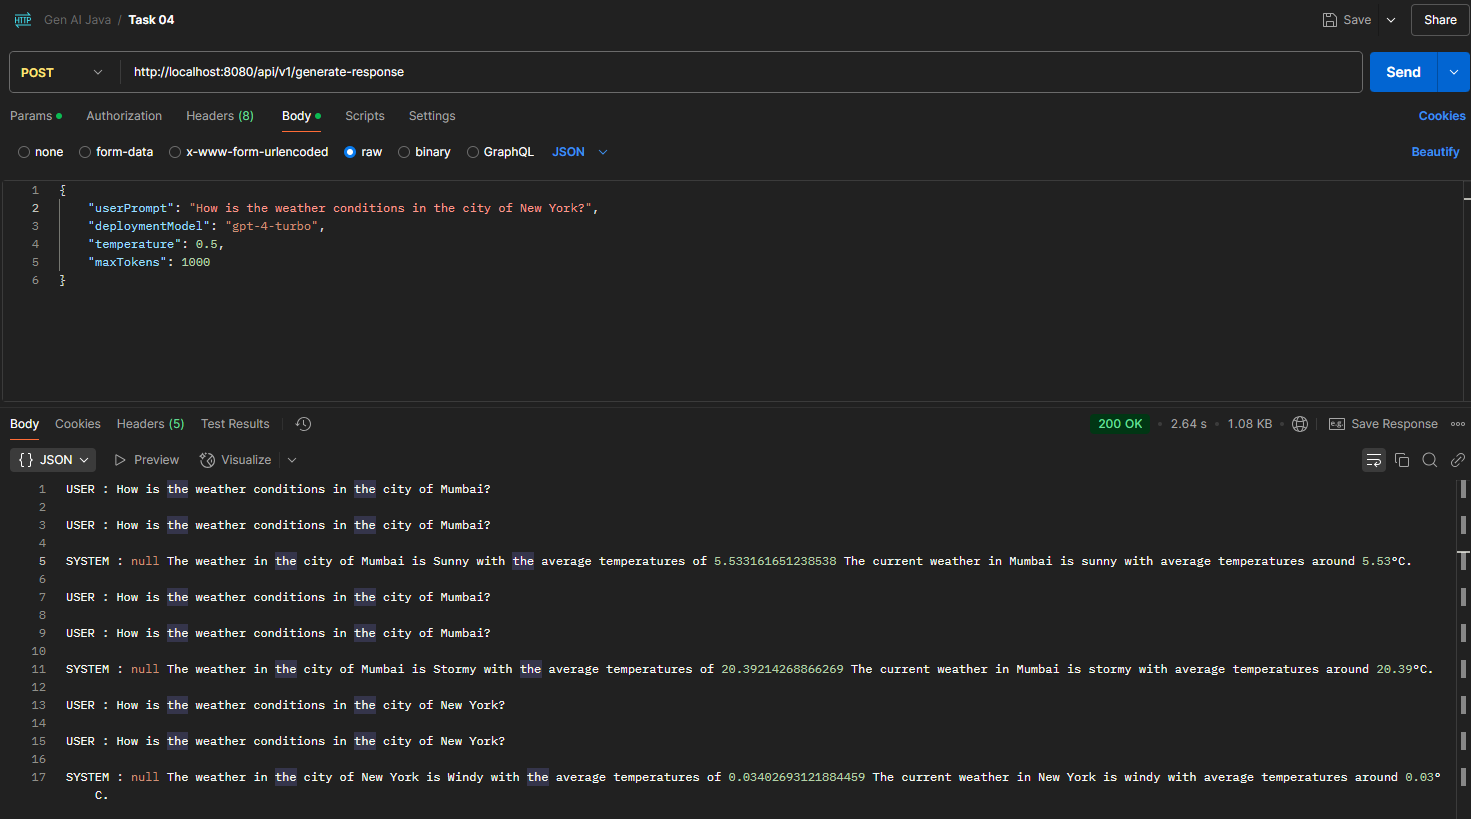 HTTP Gen AI Java / Task 04 Save Share
POST http://localhost:8080/api/v1/generate-response Send
Params Authorization Headers (8) Body Scripts Settings Cookies
none form-data x-www-form-urlencoded raw binary GraphQL JSON Beautify
1 {
2 "userPrompt": "How is the weather conditions in the city of New York?",
3 "deploymentModel": "gpt-4-turbo",
4 "temperature": 0.5,
5 "maxTokens": 1000
6 }
Body Cookies Headers (5) Test Results 200 OK • 2.64 s • 1.08 KB • e.g. Save Response
{} JSON Preview Visualize
1 USER : How is the weather conditions in the city of Mumbai?
2
3 USER : How is the weather conditions in the city of Mumbai?
4
5 SYSTEM : null The weather in the city of Mumbai is Sunny with the average temperatures of 5.533161651238538 The current weather in Mumbai is sunny with average temperatures around 5.53°C.
6
7 USER : How is the weather conditions in the city of Mumbai?
8
9 USER : How is the weather conditions in the city of Mumbai?
10
11 SYSTEM : null The weather in the city of Mumbai is Stormy with the average temperatures of 20.39214268866269 The current weather in Mumbai is stormy with average temperatures around 20.39°C.
12
13 USER : How is the weather conditions in the city of New York?
14
15 USER : How is the weather conditions in the city of New York?
16
17 SYSTEM : null The weather in the city of New York is Windy with the average temperatures of 0.03402693121884459 The current weather in New York is windy with average temperatures around 0.03°
C.